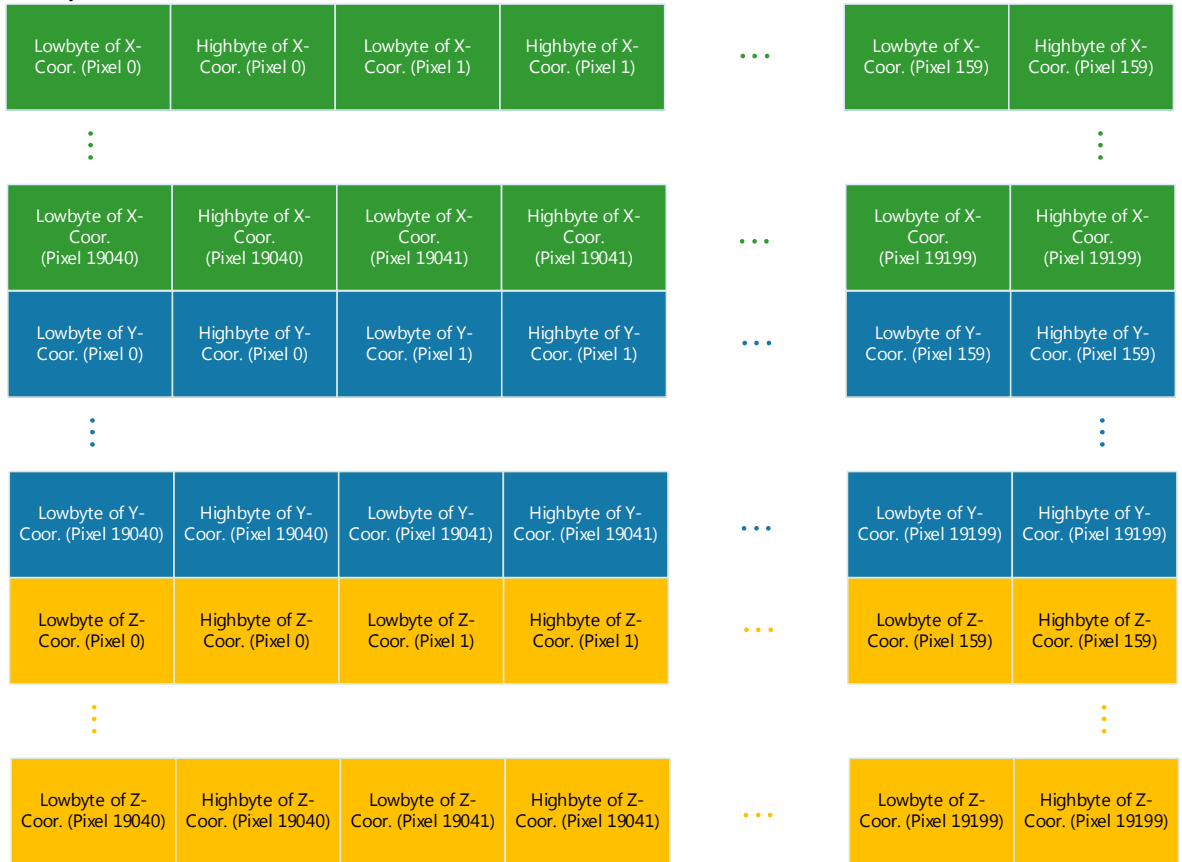 Lowbyte of X-
Coor. (Pixel 0)
Highbyte of X-
Coor. (Pixel 0)
Lowbyte of X-
Coor. (Pixel 1)
Highbyte of X-
Coor. (Pixel 1)
...
Lowbyte of X-
Coor. (Pixel 159)
Highbyte of X-
Coor. (Pixel 159)
Lowbyte of X-
Coor.
(Pixel 19040)
Highbyte of X-
Coor.
(Pixel 19040)
Lowbyte of X-
Coor.
(Pixel 19041)
Highbyte of X-
Coor.
(Pixel 19041)
...
Lowbyte of X-
Coor.
(Pixel 19199)
Highbyte of X-
Coor.
(Pixel 19199)
Lowbyte of Y-
Coor. (Pixel 0)
Highbyte of Y-
Coor. (Pixel 0)
Lowbyte of Y-
Coor. (Pixel 1)
Highbyte of Y-
Coor. (Pixel 1)
...
Lowbyte of Y-
Coor. (Pixel 159)
Highbyte of Y-
Coor. (Pixel 159)
Lowbyte of Y-
Coor. (Pixel 19040)
Highbyte of Y-
Coor. (Pixel 19040)
Lowbyte of Y-
Coor. (Pixel 19041)
Highbyte of Y-
Coor. (Pixel 19041)
...
Lowbyte of Y-
Coor. (Pixel 19199)
Highbyte of Y-
Coor. (Pixel 19199)
Lowbyte of Z-
Coor. (Pixel 0)
Highbyte of Z-
Coor. (Pixel 0)
Lowbyte of Z-
Coor. (Pixel 1)
Highbyte of Z-
Coor. (Pixel 1)
...
Lowbyte of Z-
Coor. (Pixel 159)
Highbyte of Z-
Coor. (Pixel 159)
Lowbyte of Z-
Coor. (Pixel 19040)
Highbyte of Z-
Coor. (Pixel 19040)
Lowbyte of Z-
Coor. (Pixel 19041)
Highbyte of Z-
Coor. (Pixel 19041)
...
Lowbyte of Z-
Coor. (Pixel 19199)
Highbyte of Z-
Coor. (Pixel 19199)